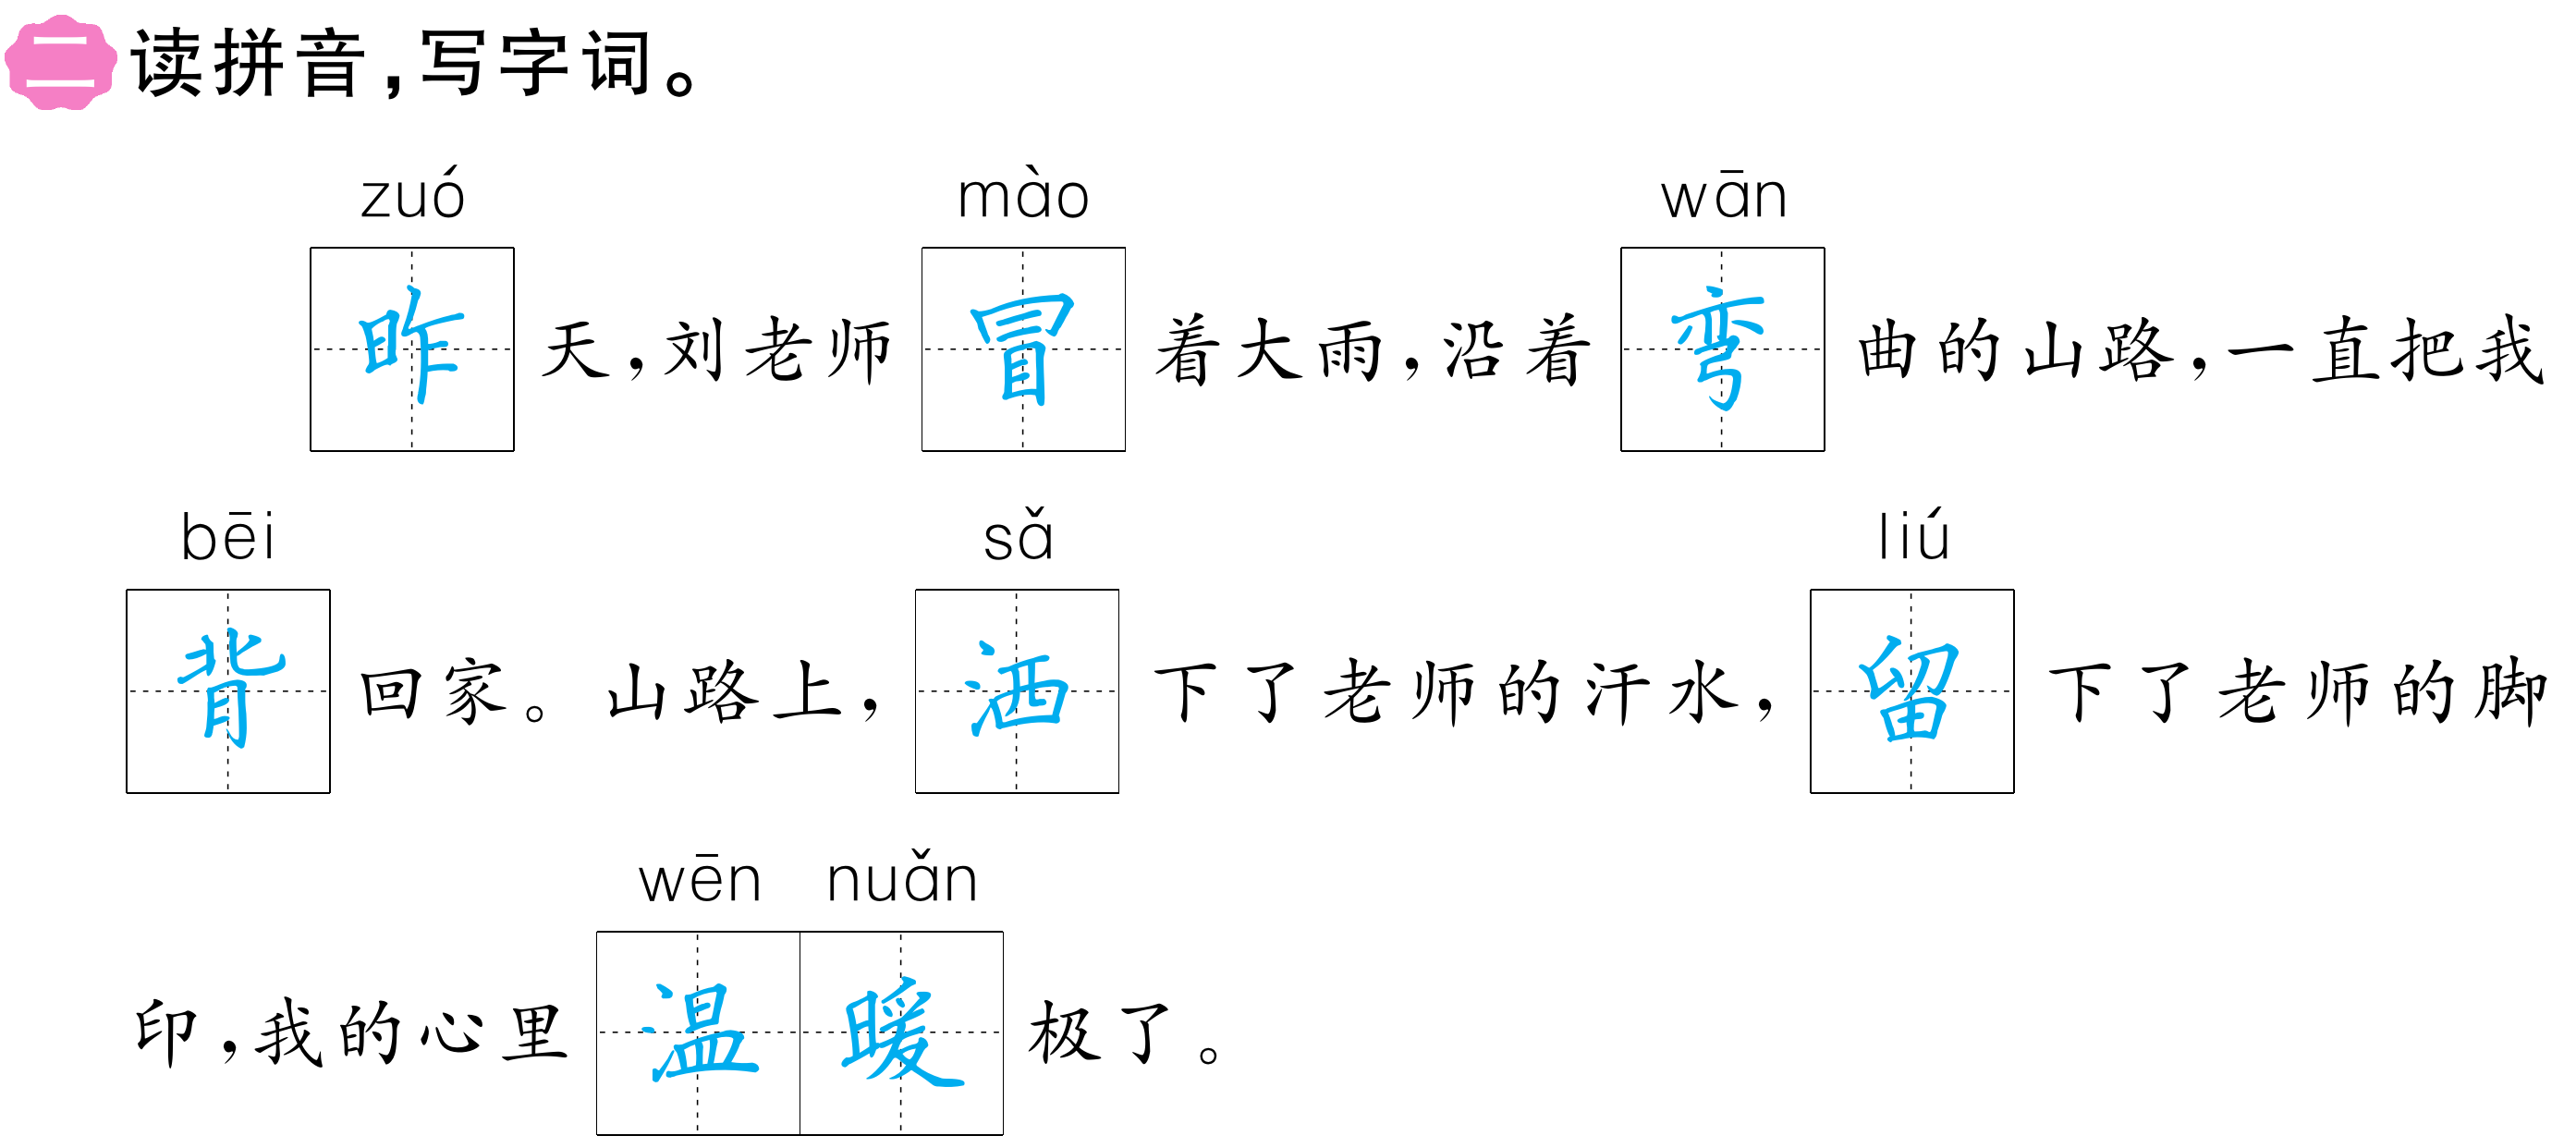 二 读拼音,写字词。
zuó mào wān
昨天,刘老师冒着大雨,沿着弯曲的山路,一直把我
bēi sǎ liú
背回家。山路上,洒下了老师的汗水,留下了老师的脚
wēn nuǎn
印,我的心里温暖极了。